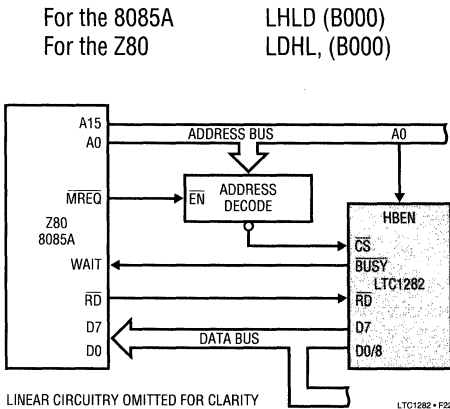 For the 8085A LHLD (B000)
For the Z80 LDHL, (B000)
A15
ADDRESS BUS
A0
A0
MREQ
EN
ADDRESS
DECODE
HBEN
Z80
8085A
CS
WAIT
BUSY
LTC1282
RD
RD
D7
D7
DATA BUS
D0
D0/8
LINEAR CIRCUITRY OMITTED FOR CLARITY
LTC1282 • F22